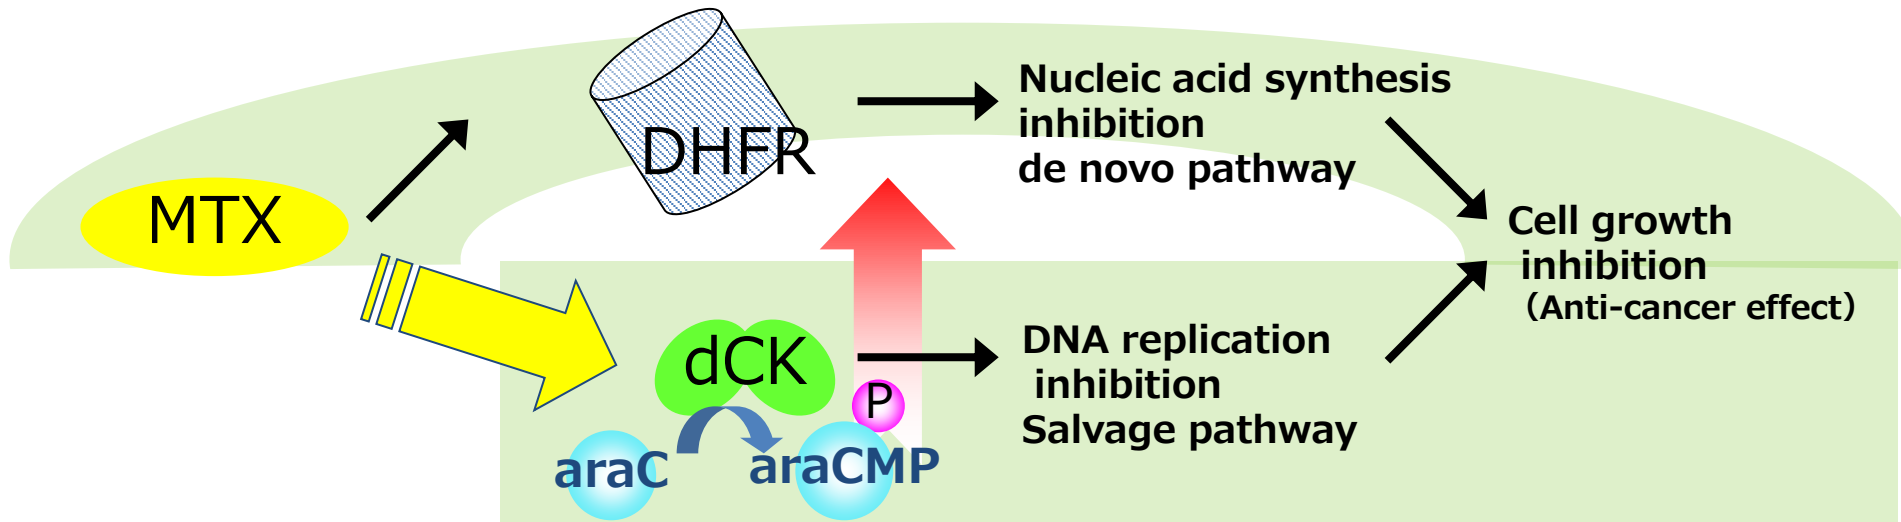 MTX
DHFR
Nucleic acid synthesis
inhibition
de novo pathway
Cell growth
inhibition
(Anti-cancer effect)
dCK
P
araC
araCMP
DNA replication
inhibition
Salvage pathway